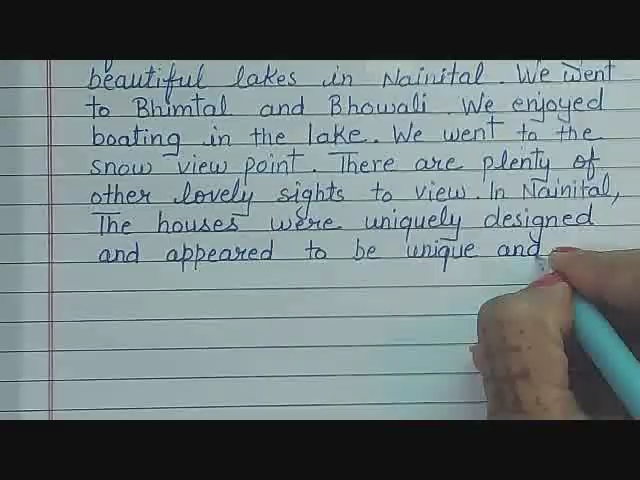 beautiful lakes in Nainital. We went
to Bhimtal and Bhowali. We enjoyed
boating in the lake. We went to the
snow view point. There are plenty of
other lovely sights to view. In Nainital,
The houses were uniquely designed
and appeared to be unique and